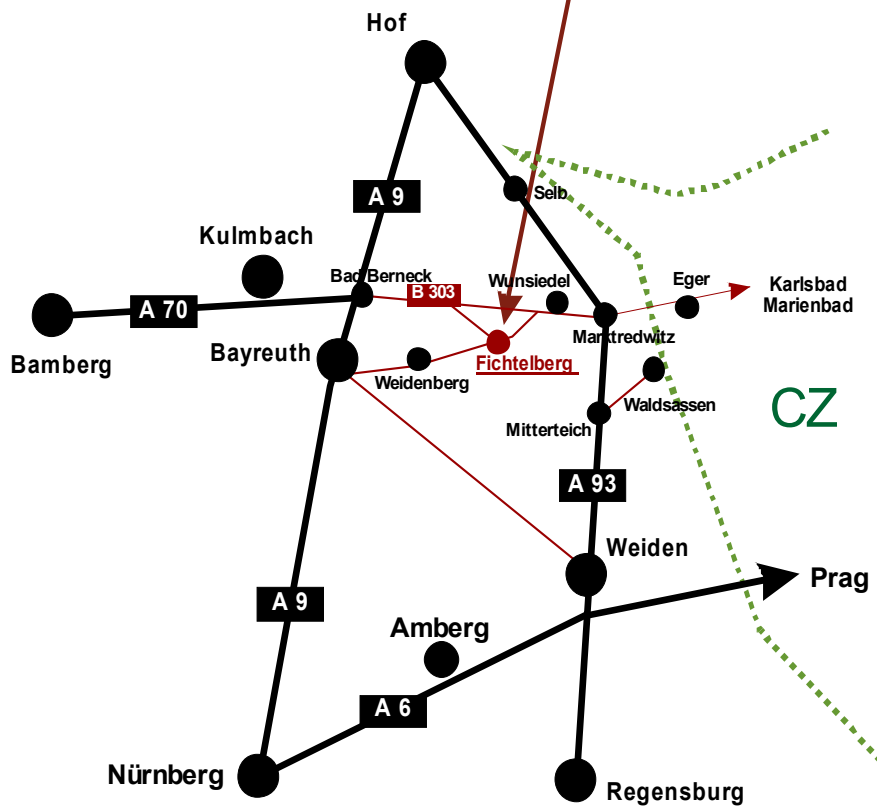 Hof
Selb
A 9
Kulmbach
Bad Berneck
B 303
Wunsiedel
Eger
Karlsbad
Marienbad
A 70
Marktredwitz
Bamberg
Bayreuth
Fichtelberg
Weidenberg
Waldsassen
CZ
Mitterteich
A 93
Weiden
Prag
A 9
Amberg
A 6
Nürnberg
Regensburg